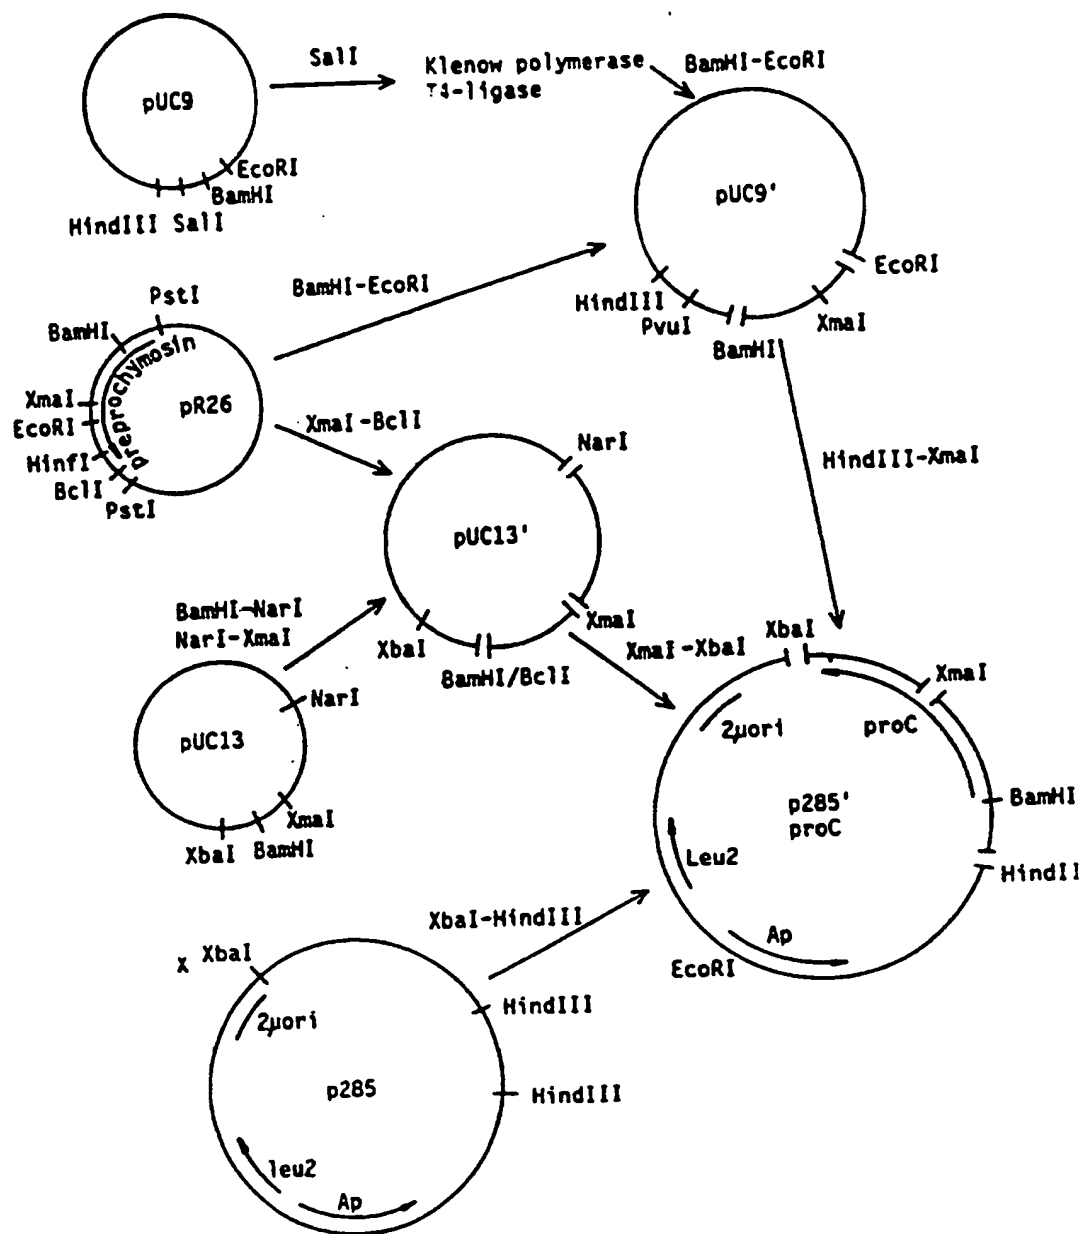 SalI
Klenow polymerase
T4-ligase
BamHI-EcoRI
pUC9
EcoRI
BamHI
HindIII SalI
pUC9'
EcoRI
HindIII
PvuI
BamHI
XmaI
BamHI-EcoRI
PstI
BamHI
preprochymosin
XmaI
EcoRI
HinfI
BclI
PstI
pR26
XmaI-BclI
NarI
HindIII-XmaI
pUC13'
BamHI-NarI
NarI-XmaI
XbaI
XmaI
BamHI/BclI
XmaI-XbaI
XbaI
XmaI
pUC13
NarI
XmaI
XbaI
BamHI
2µori
proC
p285'
proC
BamHI
Leu2
HindII
XbaI-HindIII
Ap
EcoRI
X XbaI
HindIII
2µori
p285
HindIII
leu2
Ap